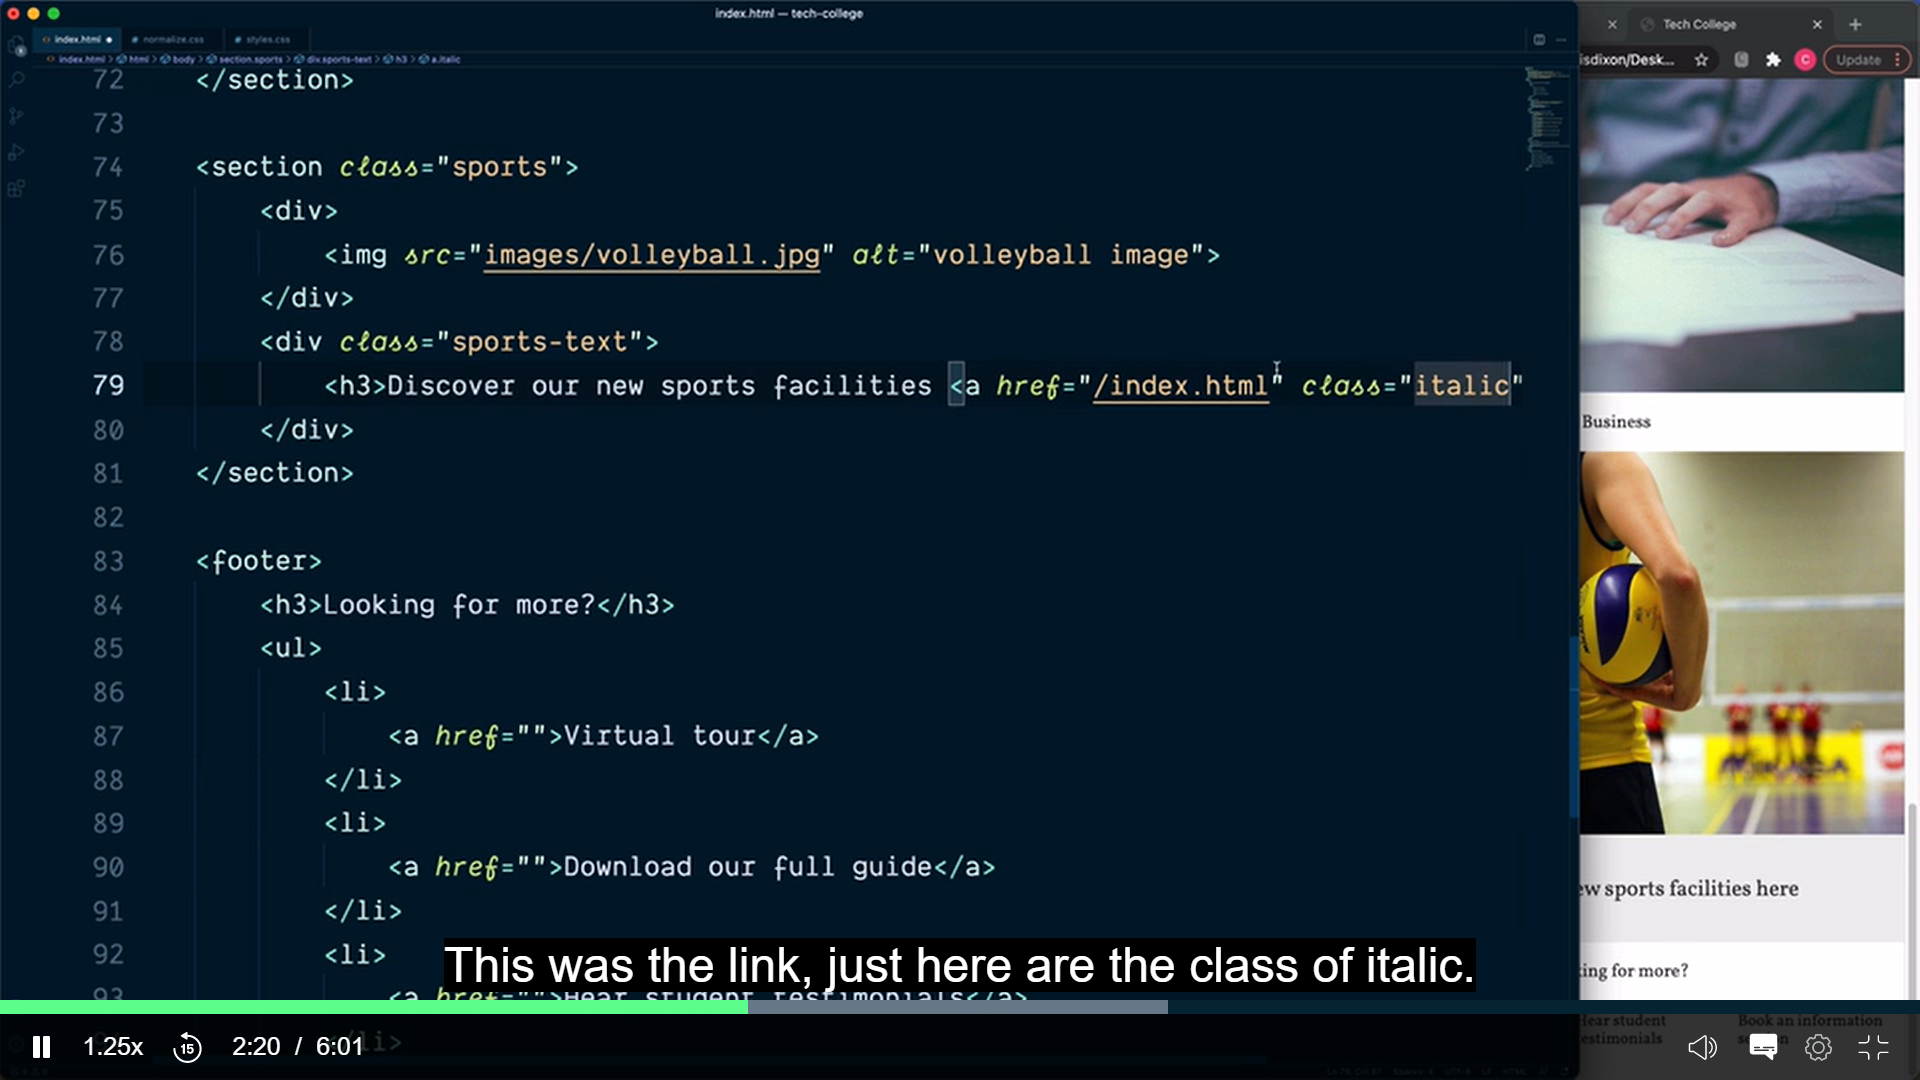 index.html — tech-college
index.html
normalize.css
styles.css
index.html > html > body > section.sports > div.sports-text > h3 > a.italic
Tech College
isdixon/Desk...
C
Update
72 </section>
73
74 <section class="sports">
75 <div>
76 <img src="images/volleyball.jpg" alt="volleyball image">
77 </div>
78 <div class="sports-text">
79 <h3>Discover our new sports facilities <a href="/index.html" class="italic"
80 </div>
81 </section>
82
83 <footer>
84 <h3>Looking for more?</h3>
85 <ul>
86 <li>
87 <a href="">Virtual tour</a>
88 </li>
89 <li>
90 <a href="">Download our full guide</a>
91 </li>
92 <li>
93 <a href="">Hear student testimonials</a>
</li>
Business
ew sports facilities here
king for more?
Hear student
estimonials
Book an information
This was the link, just here are the class of italic.
1.25x
15
2:20 / 6:01